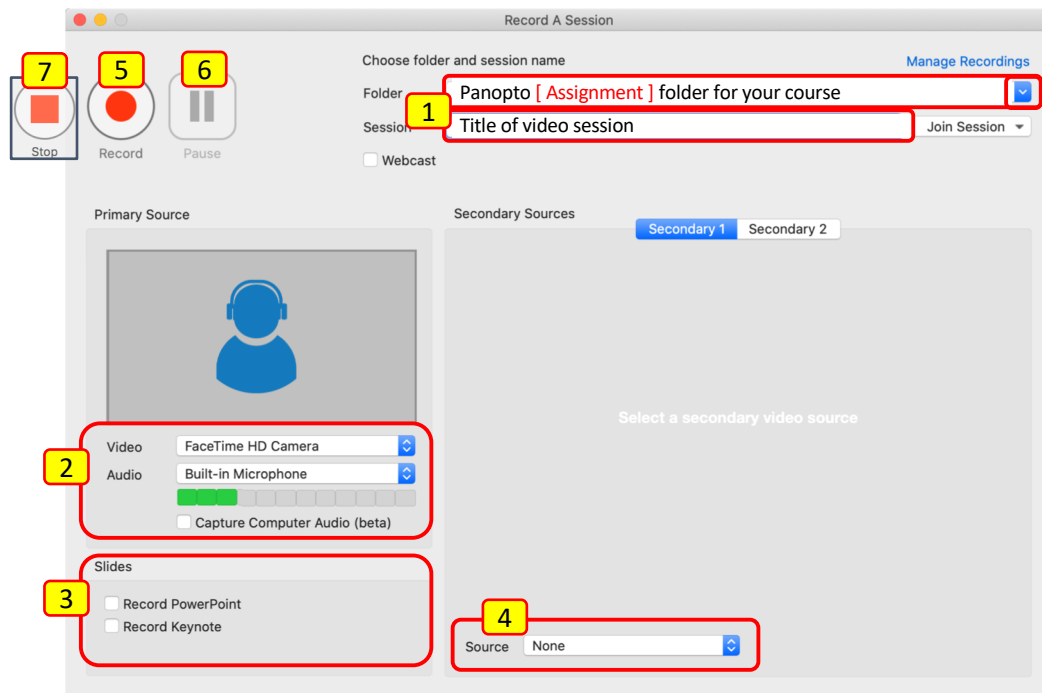 Record A Session
7
5
6
Stop
Record
Pause
Choose folder and session name
Manage Recordings
Folder
Panopto [ Assignment ] folder for your course
1
Session
Title of video session
Join Session
Webcast
Primary Source
Secondary Sources
Secondary 1
Secondary 2
Select a secondary video source
2
Video
FaceTime HD Camera
Audio
Built-in Microphone
Capture Computer Audio (beta)
Slides
3
Record PowerPoint
Record Keynote
4
Source
None